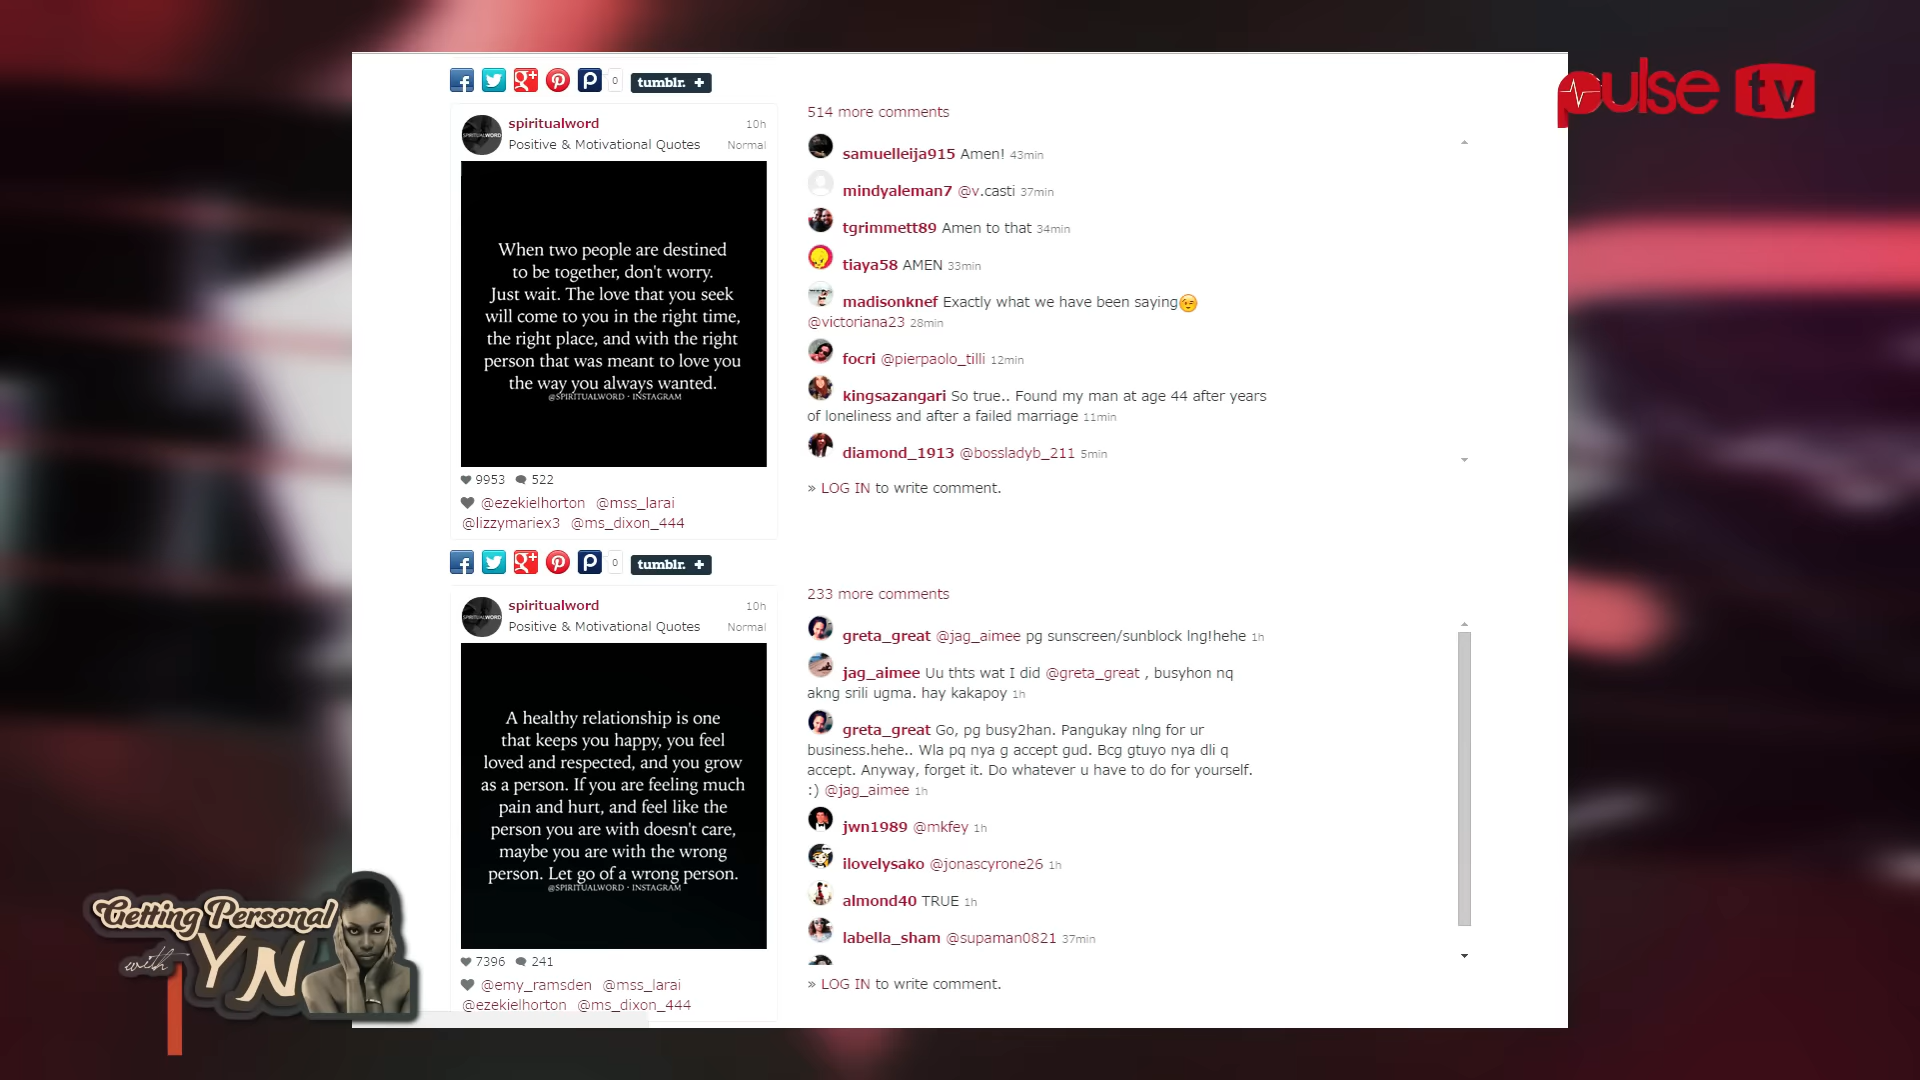 pulse tv
0
tumblr. +
spiritualword 10h
Positive & Motivational Quotes Normal
SPIRITUALWORD
When two people are destined
to be together, don't worry.
Just wait. The love that you seek
will come to you in the right time,
the right place, and with the right
person that was meant to love you
the way you always wanted.
@SPIRITUALWORD · INSTAGRAM
9953 522
@ezekielhorton @mss_larai
@lizzymariex3 @ms_dixon_444
514 more comments
samuelleija915 Amen! 43min
mindyaleman7 @v.casti 37min
tgrimmett89 Amen to that 34min
tiaya58 AMEN 33min
madisonknef Exactly what we have been saying😉
@victoriana23 28min
focri @pierpaolo_tilli 12min
kingsazangari So true.. Found my man at age 44 after years
of loneliness and after a failed marriage 11min
diamond_1913 @bossladyb_211 5min
» LOG IN to write comment.
0
tumblr. +
spiritualword 10h
Positive & Motivational Quotes Normal
SPIRITUALWORD
A healthy relationship is one
that keeps you happy, you feel
loved and respected, and you grow
as a person. If you are feeling much
pain and hurt, and feel like the
person you are with doesn't care,
maybe you are with the wrong
person. Let go of a wrong person.
@SPIRITUALWORD · INSTAGRAM
7396 241
@emy_ramsden @mss_larai
@ezekielhorton @ms_dixon_444
233 more comments
greta_great @jag_aimee pg sunscreen/sunblock lng!hehe 1h
jag_aimee Uu thts wat I did @greta_great , busyhon nq
akng srili ugma. hay kakapoy 1h
greta_great Go, pg busy2han. Pangukay nlng for ur
business.hehe.. Wla pq nya g accept gud. Bcg gtuyo nya dli q
accept. Anyway, forget it. Do whatever u have to do for yourself.
:) @jag_aimee 1h
jwn1989 @mkfey 1h
ilovelysako @jonascyrone26 1h
almond40 TRUE 1h
labella_sham @supaman0821 37min
» LOG IN to write comment.
Getting Personal
with YN